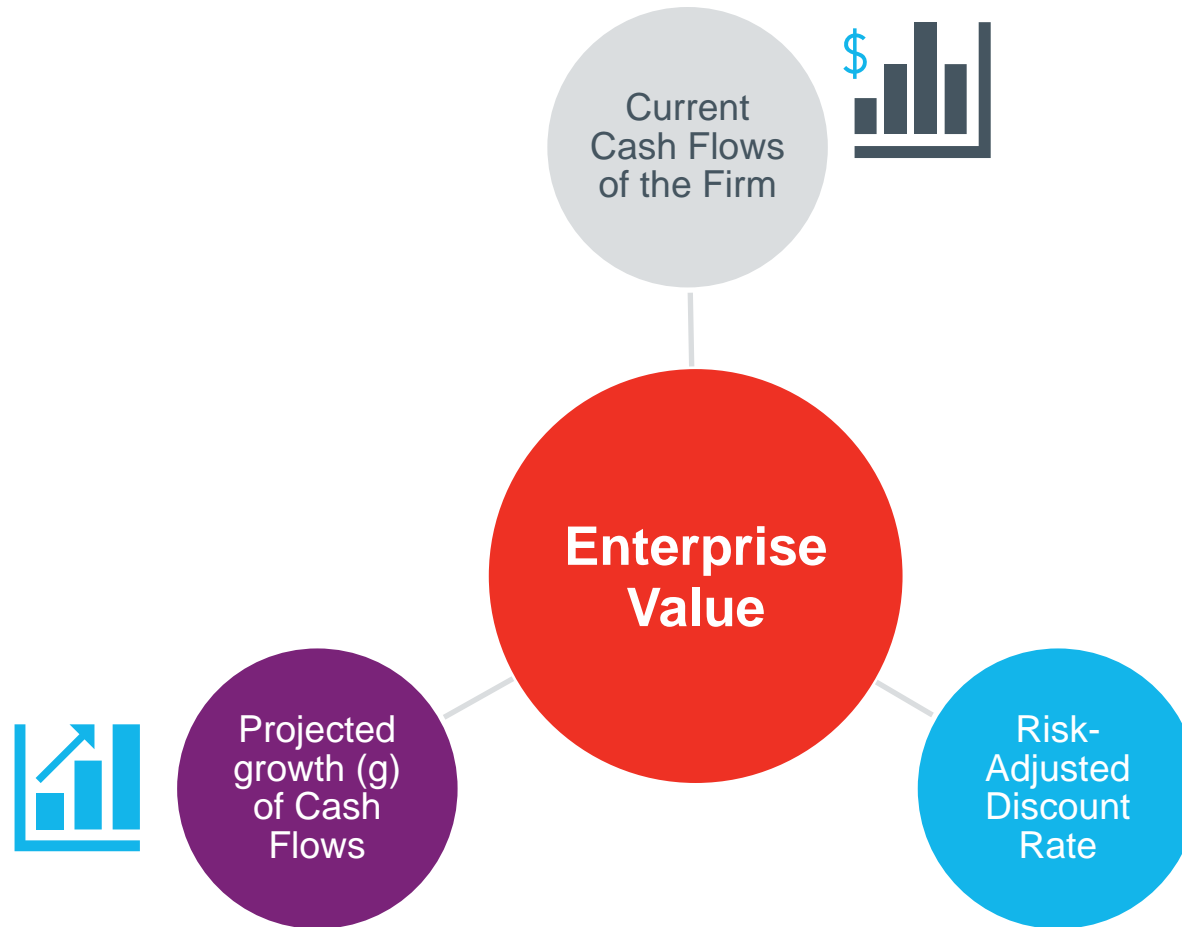 $
Current
Cash Flows
of the Firm
Enterprise
Value
Projected
growth (g)
of Cash
Flows
Risk-
Adjusted
Discount
Rate